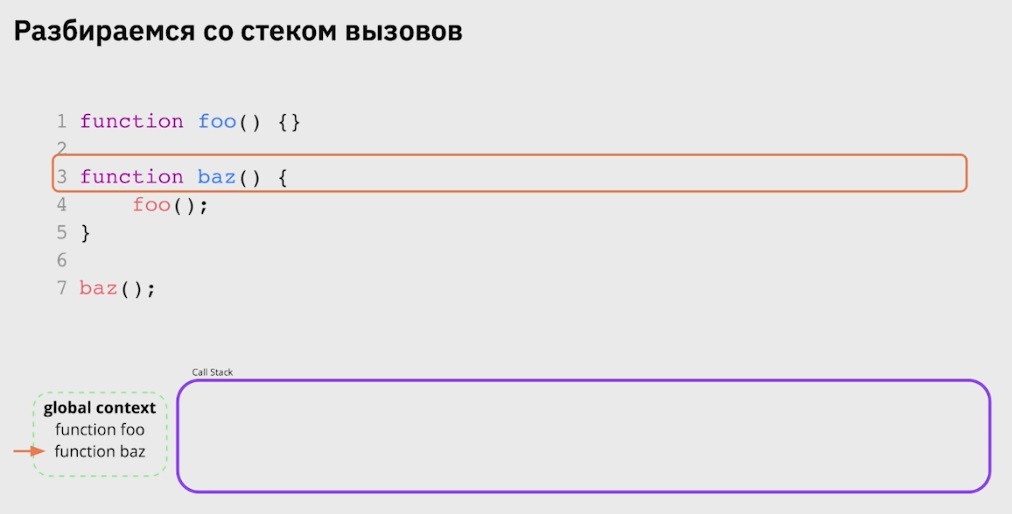 Разбираемся со стеком вызовов
1 function foo() {}
2
3 function baz() {
4 foo();
5 }
6
7 baz();
Call Stack
global context
function foo
function baz